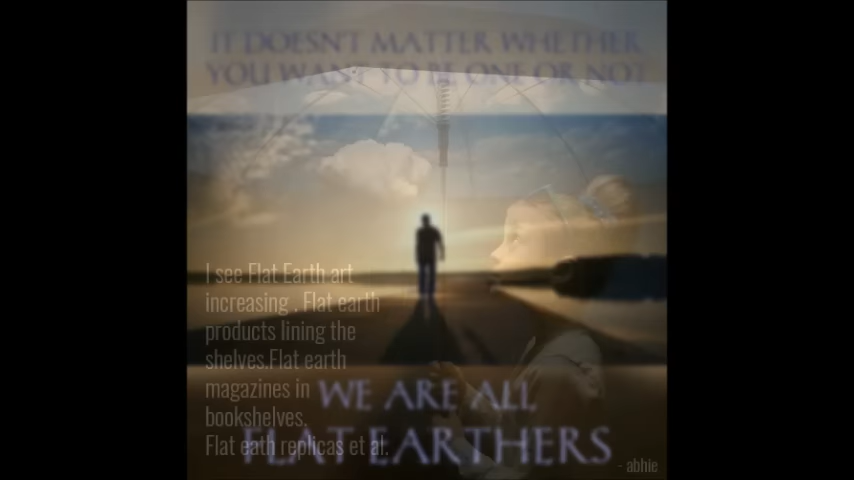 IT DOESN'T MATTER WHETHER
YOU WANT TO BE ONE OR NOT
I see Flat Earth art
increasing . Flat earth
products lining the
shelves.Flat earth
magazines in
bookshelves.
Flat eath replicas et al.
WE ARE ALL
FLAT EARTHERS
- abhie